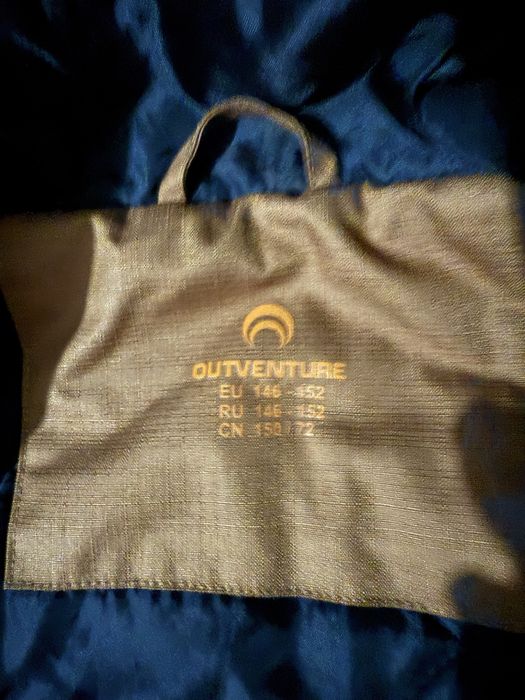 OUTVENTURE
EU 146 - 152
RU 146 - 152
CN 150 / 72